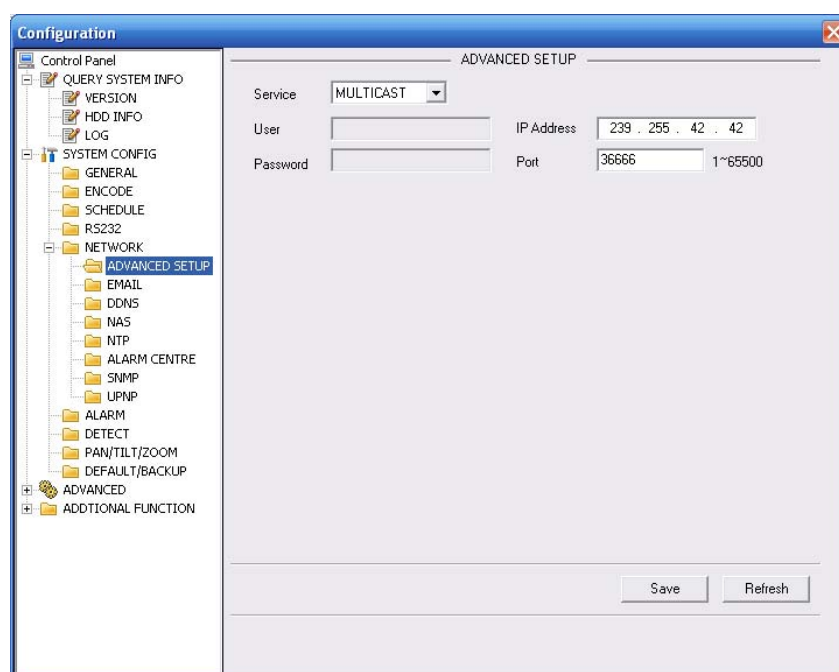 Configuration
Control Panel
QUERY SYSTEM INFO
VERSION
HDD INFO
LOG
SYSTEM CONFIG
GENERAL
ENCODE
SCHEDULE
RS232
NETWORK
ADVANCED SETUP
EMAIL
DDNS
NAS
NTP
ALARM CENTRE
SNMP
UPNP
ALARM
DETECT
PAN/TILT/ZOOM
DEFAULT/BACKUP
ADVANCED
ADDTIONAL FUNCTION
ADVANCED SETUP
Service MULTICAST
User IP Address 239 . 255 . 42 . 42
Password Port 36666 1~65500
Save Refresh